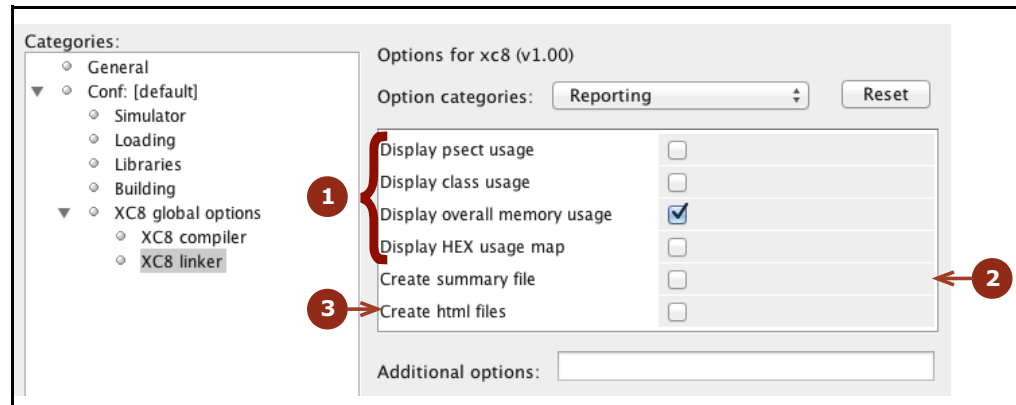 Categories:
General
Conf: [default]
Simulator
Loading
Libraries
Building
XC8 global options
XC8 compiler
XC8 linker
Options for xc8 (v1.00)
Option categories: Reporting Reset
Display psect usage
Display class usage
1
Display overall memory usage
Display HEX usage map
Create summary file
2
3
Create html files
Additional options: